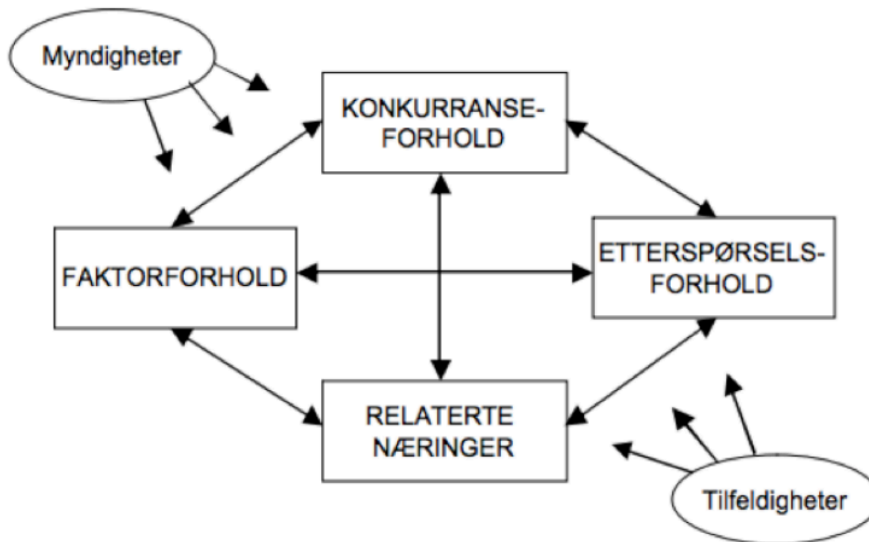 Myndigheter
KONKURRANSE-
FORHOLD
FAKTORFORHOLD
ETTERSPØRSELS-
FORHOLD
RELATERTE
NÆRINGER
Tilfeldigheter